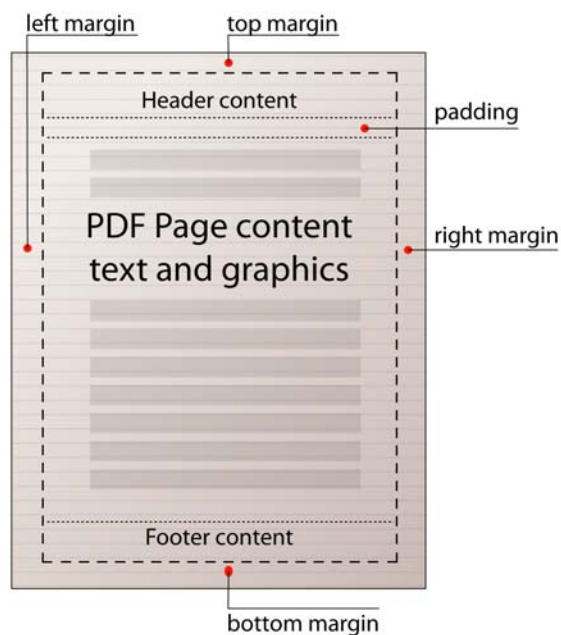 left margin
top margin
Header content
padding
PDF Page content
text and graphics
right margin
Footer content
bottom margin